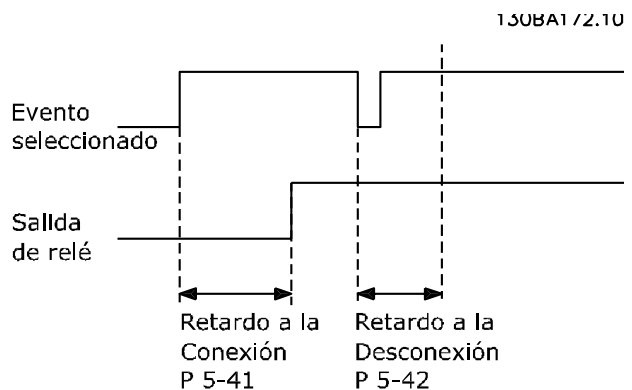 130BA172.10
Evento
seleccionado
Salida
de relé
Retardo a la
Conexión
P 5-41
Retardo a la
Desconexión
P 5-42